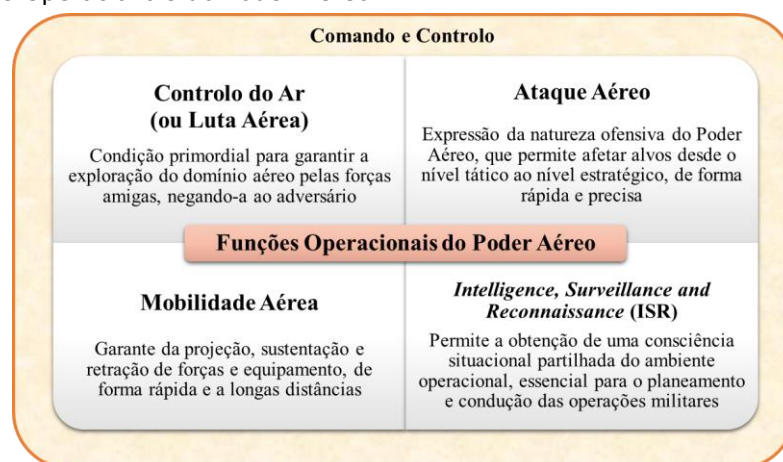 Comando e Controlo
Controlo do Ar
(ou Luta Aérea)
Condição primordial para garantir a
exploração do domínio aéreo pelas forças
amigas, negando-a ao adversário
Ataque Aéreo
Expressão da natureza ofensiva do Poder
Aéreo, que permite afetar alvos desde o
nível tático ao nível estratégico, de forma
rápida e precisa
Funções Operacionais do Poder Aéreo
Mobilidade Aérea
Garante da projeção, sustentação e
retração de forças e equipamento, de
forma rápida e a longas distâncias
Intelligence, Surveillance and
Reconnaissance (ISR)
Permite a obtenção de uma consciência
situacional partilhada do ambiente
operacional, essencial para o planeamento
e condução das operações militares